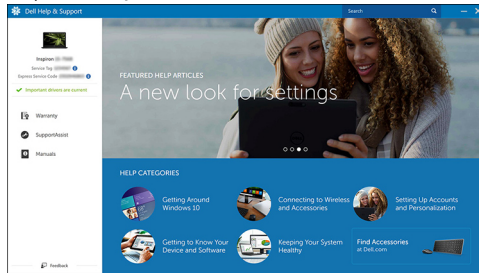 Dell Help & Support
Search
Inspiron
Service Tag
Express Service Code
Important drivers are current
Warranty
SupportAssist
Manuals
Feedback
FEATURED HELP ARTICLES
A new look for settings
HELP CATEGORIES
Getting Around
Windows 10
Connecting to Wireless
and Accessories
Setting Up Accounts
and Personalization
Getting to Know Your
Device and Software
Keeping Your System
Healthy
Find Accessories
at Dell.com